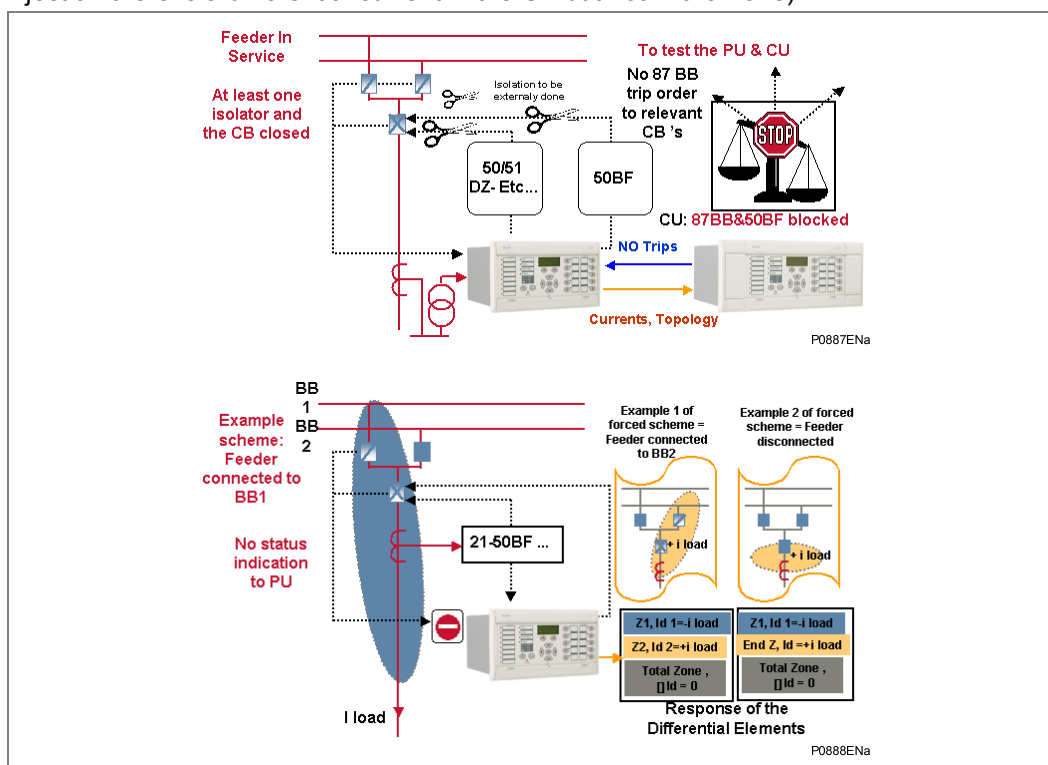 Feeder In
Service
At least one
isolator and
the CB closed
Isolation to be
externaly done
To test the PU & CU
No 87 BB
trip order
to relevant
CB 's
STOP
50/51
DZ- Etc...
50BF
CU: 87BB&50BF blocked
NO Trips
Currents, Topology
P0887ENa
BB
1
BB
2
Example
scheme:
Feeder
connected to
BB1
No status
indication
to PU
21-50BF ...
I load
Example 1 of
forced scheme =
Feeder connected
to BB2
+ i load
Example 2 of forced
scheme = Feeder
disconnected
+ i load
Z1, Id 1=-i load
Z2, Id 2=+i load
Total Zone ,
[] Id = 0
Z1, Id 1=-i load
End Z, Id =+i load
Total Zone ,
[] Id = 0
Response of the
Differential Elements
P0888ENa